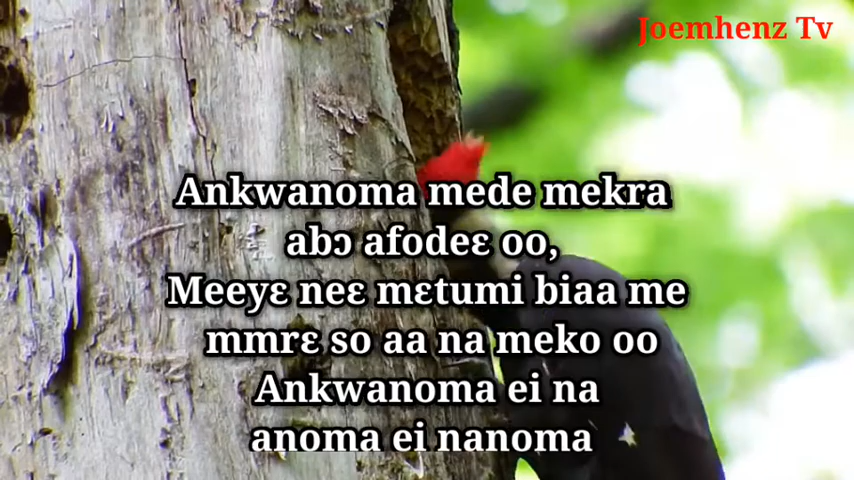 Joemhenz Tv
Ankwanoma mede mekra
abɔ afodeɛ oo,
Meeyɛ neɛ mɛtumi biaa me
mmrɛ so aa na meko oo
Ankwanoma ei na
anoma ei nanoma